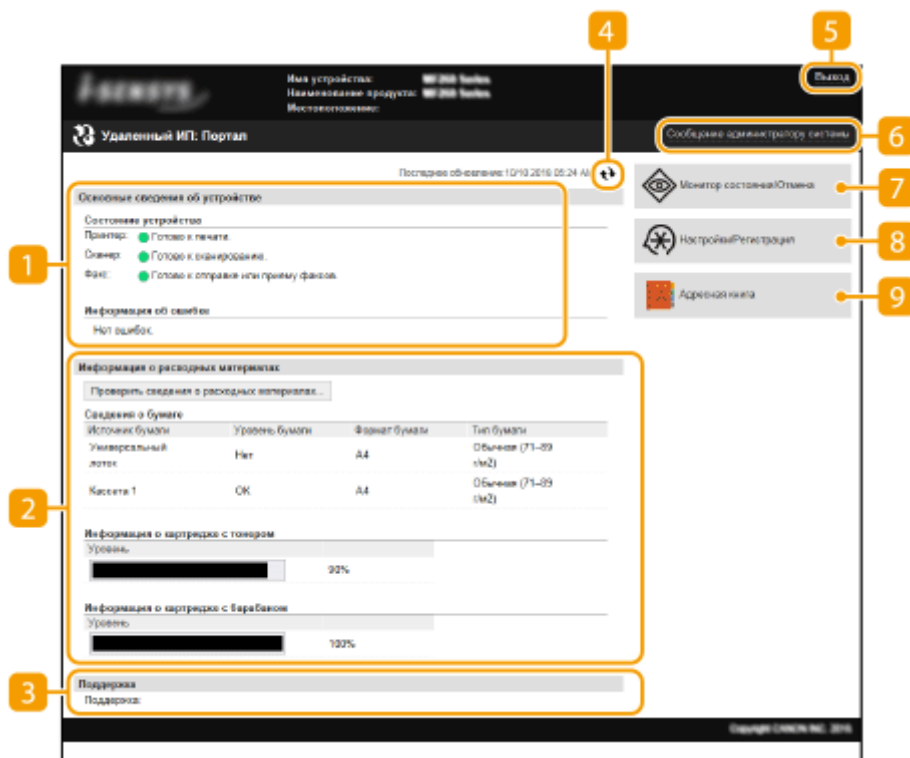 4
5
Имя устройства:
Наименование продукта:
Местоположение:
Выход
Удаленный ИП: Портал
Сообщение администратору системы
6
Последнее обновление: 10/10 2016 05:24 AM
Основные сведения об устройстве
Состояние устройства
Принтер: Готово к печати.
Сканер: Готово к сканированию.
Факс: Готово к отправке или приему факсов.
Информация об ошибок
Нет ошибок.
1
Монитор состояния/Отмена
7
Настройки/Регистрация
8
Адресная книга
9
Информация о расходных материалах
Проверить сведения о расходных материалах...
Сведения о бумаге
Источник бумаги Уровень бумаги Формат бумаги Тип бумаги
Универсальный лоток Нет A4 Обычная (71–89 г/м2)
Кассета 1 OK A4 Обычная (71–89 г/м2)
2
Информация о картридже с тонером
Уровень
90%
Информация о картридже с барабаном
Уровень
100%
3
Поддержка
Поддержка:
Copyright CANON INC. 2016